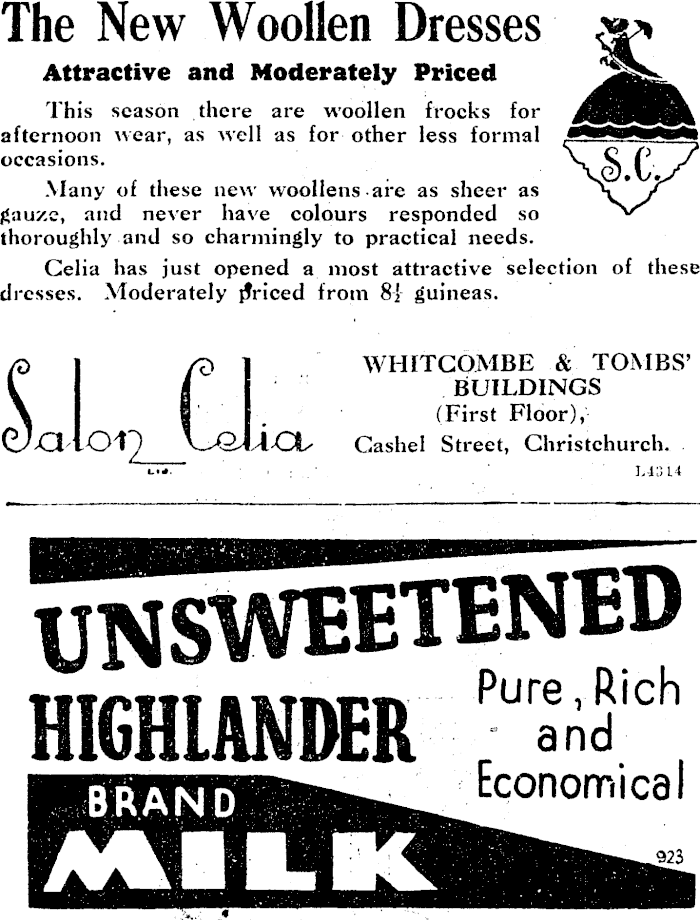 The New Woollen Dresses
Attractive and Moderately Priced
This season there are woollen frocks for
afternoon wear, as well as for other less formal
occasions.
Many of these new woollens are as sheer as
gauze, and never have colours responded so
thoroughly and so charmingly to practical needs.
Celia has just opened a most attractive selection of these
dresses. Moderately priced from 8½ guineas.
S.C.
Salon Celia
LTD.
WHITCOMBE & TOMBS'
BUILDINGS
(First Floor),
Cashel Street, Christchurch.
L4314
UNSWEETENED
HIGHLANDER
BRAND
MILK
Pure, Rich
and
Economical
923